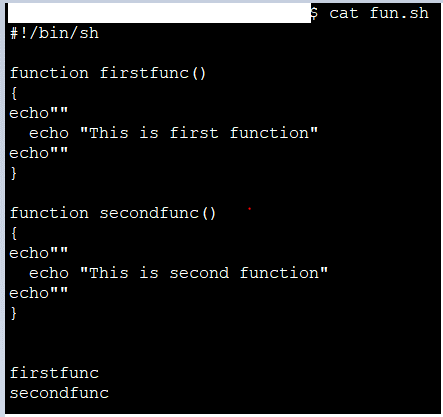 $ cat fun.sh
#!/bin/sh
function firstfunc()
{
echo""
  echo "This is first function"
echo""
}
function secondfunc()
{
echo""
  echo "This is second function"
echo""
}
firstfunc
secondfunc